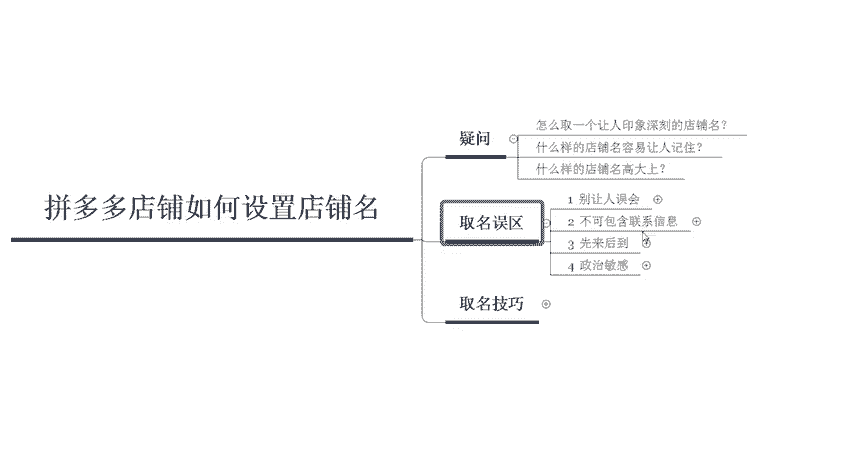 拼多多店铺如何设置店铺名
疑问
怎么取一个让人印象深刻的店铺名?
什么样的店铺名容易让人记住?
什么样的店铺名高大上?
取名误区
1 别让人误会
2 不可包含联系信息
3 先来后到
4 政治敏感
取名技巧